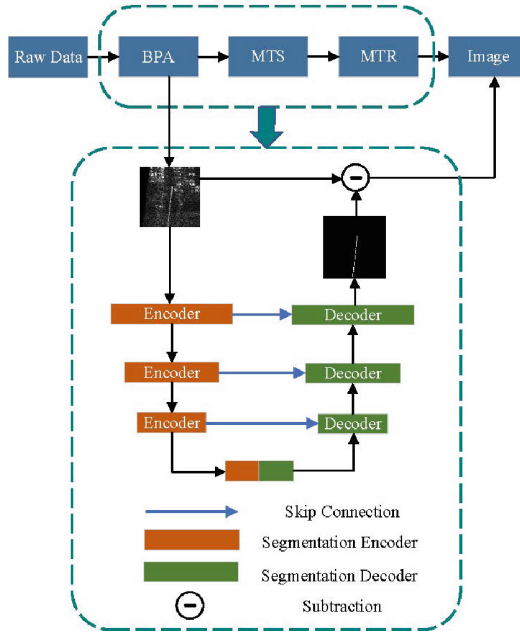 Raw Data
BPA
MTS
MTR
Image
Encoder
Decoder
Encoder
Decoder
Encoder
Decoder
Skip Connection
Segmentation Encoder
Segmentation Decoder
Subtraction